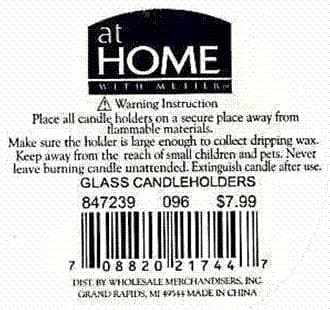 at
HOME
WITH MEIJER
Warning Instruction
Place all candle holders on a secure place away from
flammable materials.
Make sure the holder is large enough to collect dripping wax.
Keep away from the reach of small children and pets. Never
leave burning candle unattended. Extinguish candle after use.
GLASS CANDLEHOLDERS
847239 096 $7.99
7 08820 21744 7
DIST. BY WHOLESALE MERCHANDISERS, INC.
GRAND RAPIDS, MI 49544 MADE IN CHINA